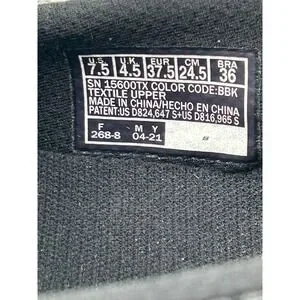 U.S. U.K. EUR CM BRA
7.5 4.5 37.5 24.5 36
SN 15600TX COLOR CODE:BBK
TEXTILE UPPER
MADE IN CHINA/HECHO EN CHINA
PATENT:US D824,647 S+US D816,965 S
F M Y
268-8 04-21